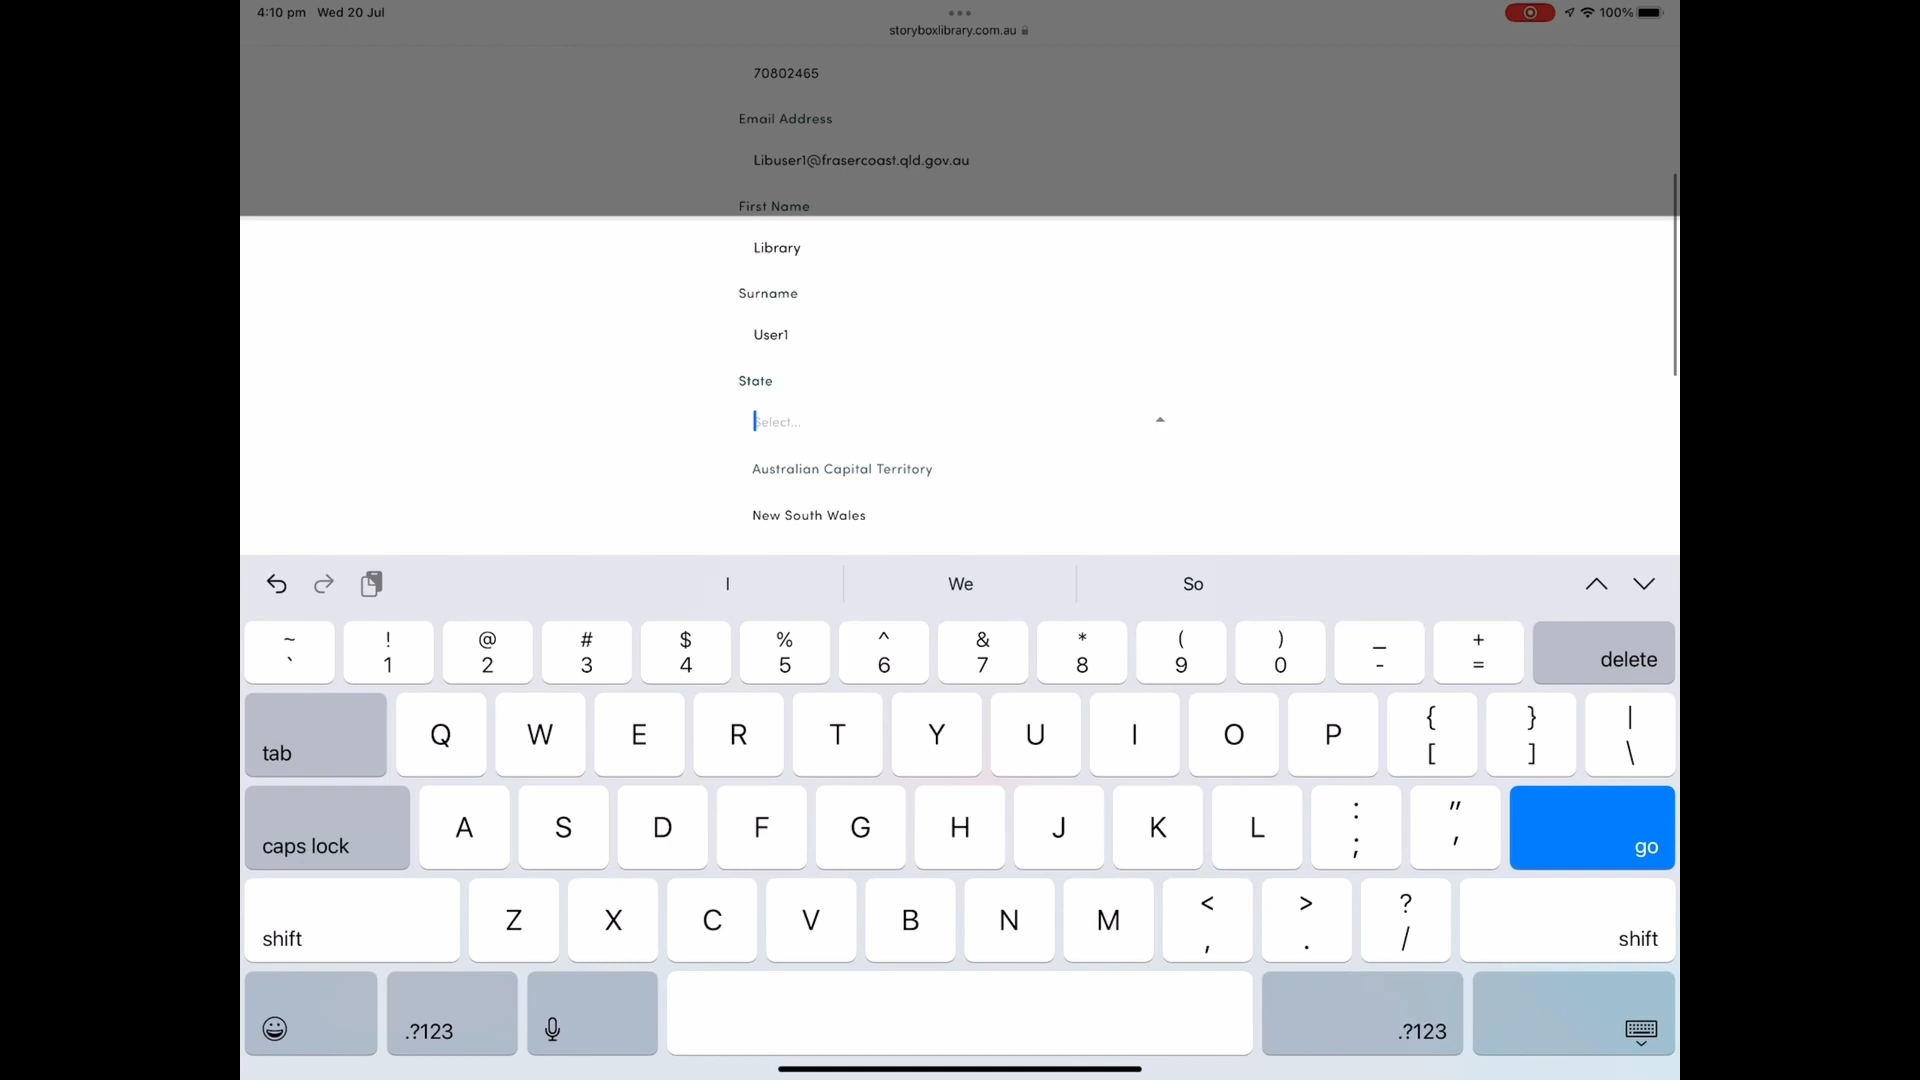 4:10 pm Wed 20 Jul
100%
storyboxlibrary.com.au
70802465
Email Address
Libuser1@frasercoast.qld.gov.au
First Name
Library
Surname
User1
State
Select...
Australian Capital Territory
New South Wales
I We So
~ ! @ # $ % ^ & * ( ) _ +
` 1 2 3 4 5 6 7 8 9 0 - = delete
tab Q W E R T Y U I O P { [ } ] | \
caps lock A S D F G H J K L : ; " ' go
shift Z X C V B N M < , > . ? / shift
.?123 .?123